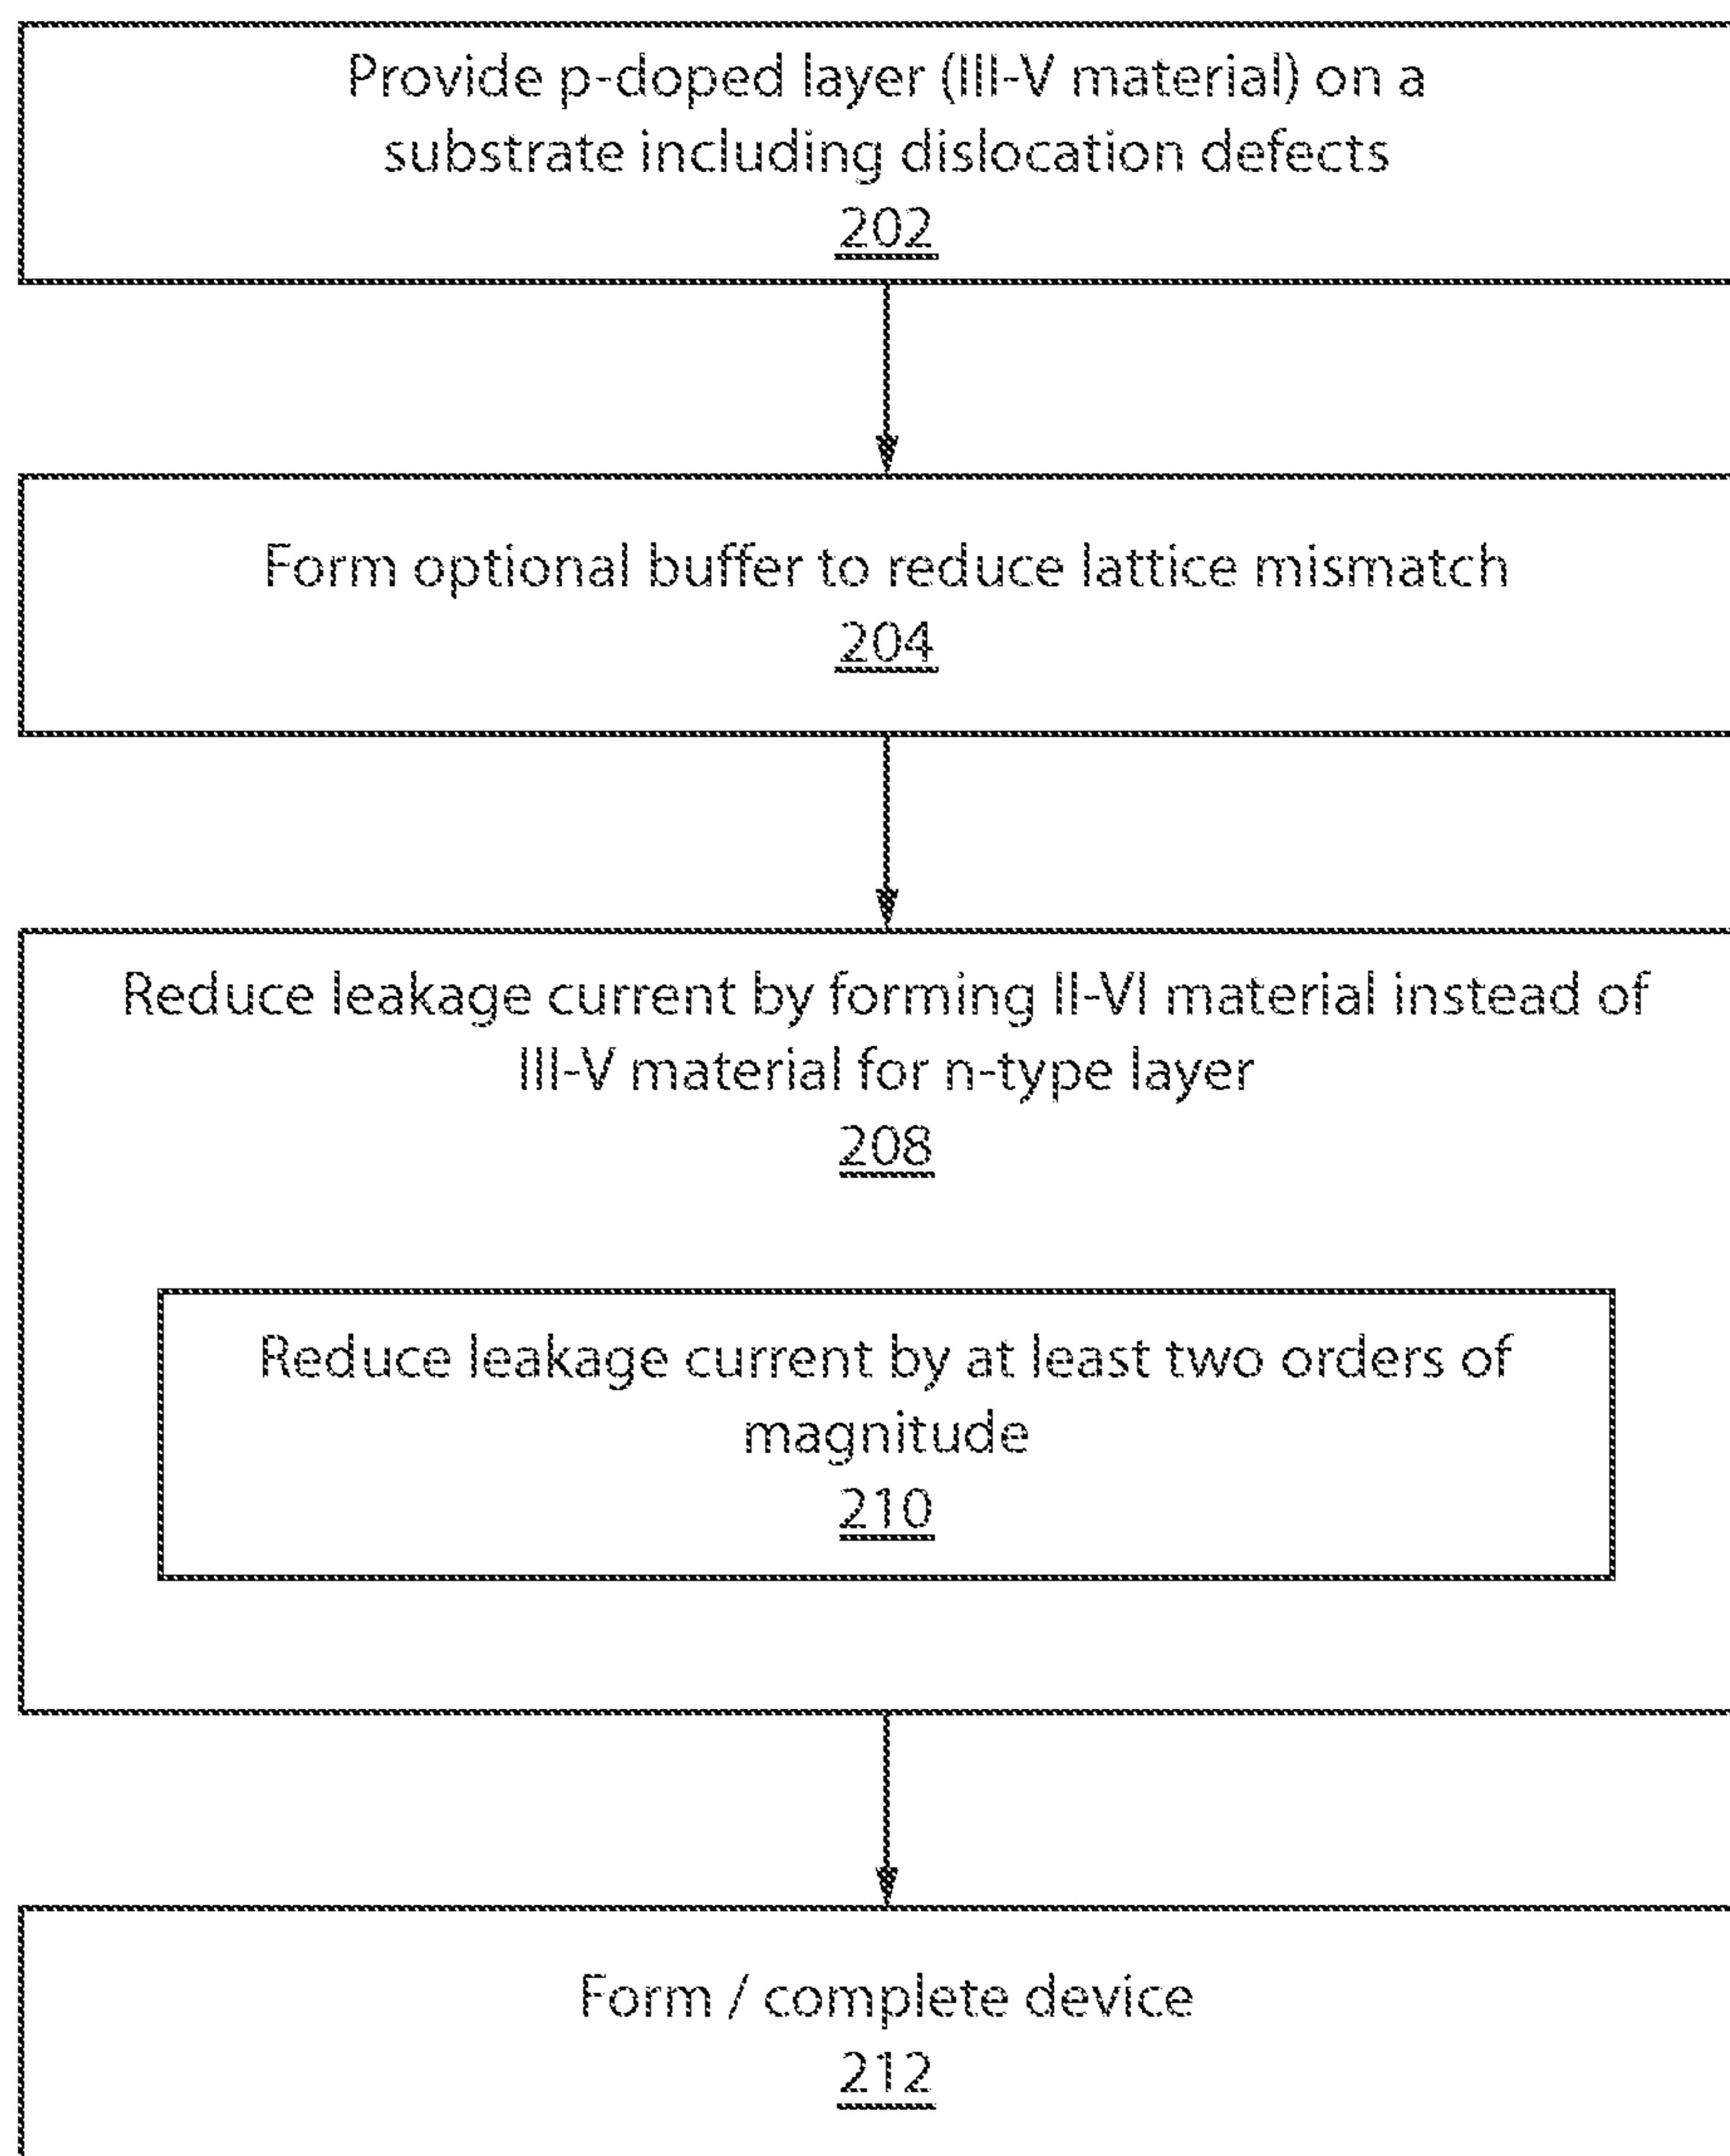 Provide p-doped layer (III-V material) on a
substrate including dislocation defects
202
Form optional buffer to reduce lattice mismatch
204
Reduce leakage current by forming II-VI material instead of
III-V material for n-type layer
208
Reduce leakage current by at least two orders of
magnitude
210
Form / complete device
212